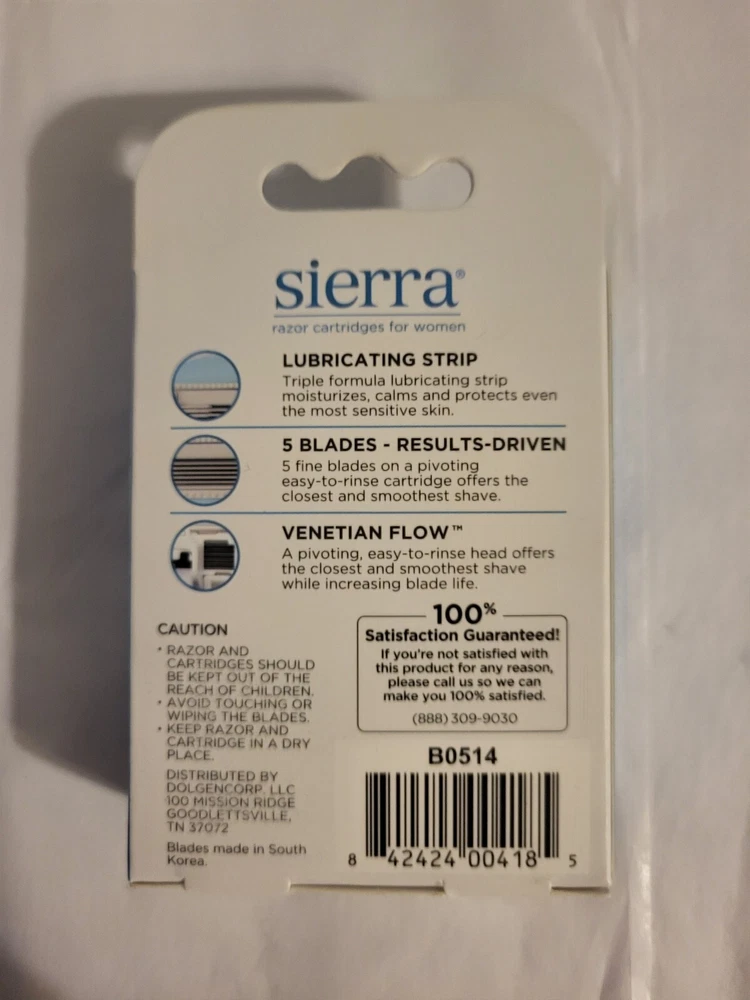 sierra®
razor cartridges for women
LUBRICATING STRIP
Triple formula lubricating strip
moisturizes, calms and protects even
the most sensitive skin.
5 BLADES - RESULTS-DRIVEN
5 fine blades on a pivoting
easy-to-rinse cartridge offers the
closest and smoothest shave.
VENETIAN FLOW™
A pivoting, easy-to-rinse head offers
the closest and smoothest shave
while increasing blade life.
CAUTION
• RAZOR AND
CARTRIDGES SHOULD
BE KEPT OUT OF THE
REACH OF CHILDREN.
• AVOID TOUCHING OR
WIPING THE BLADES.
• KEEP RAZOR AND
CARTRIDGE IN A DRY
PLACE.
DISTRIBUTED BY
DOLGENCORP, LLC
100 MISSION RIDGE
GOODLETTSVILLE,
TN 37072
Blades made in South
Korea.
100%
Satisfaction Guaranteed!
If you're not satisfied with
this product for any reason,
please call us so we can
make you 100% satisfied.
(888) 309-9030
B0514
8 42424 00418 5